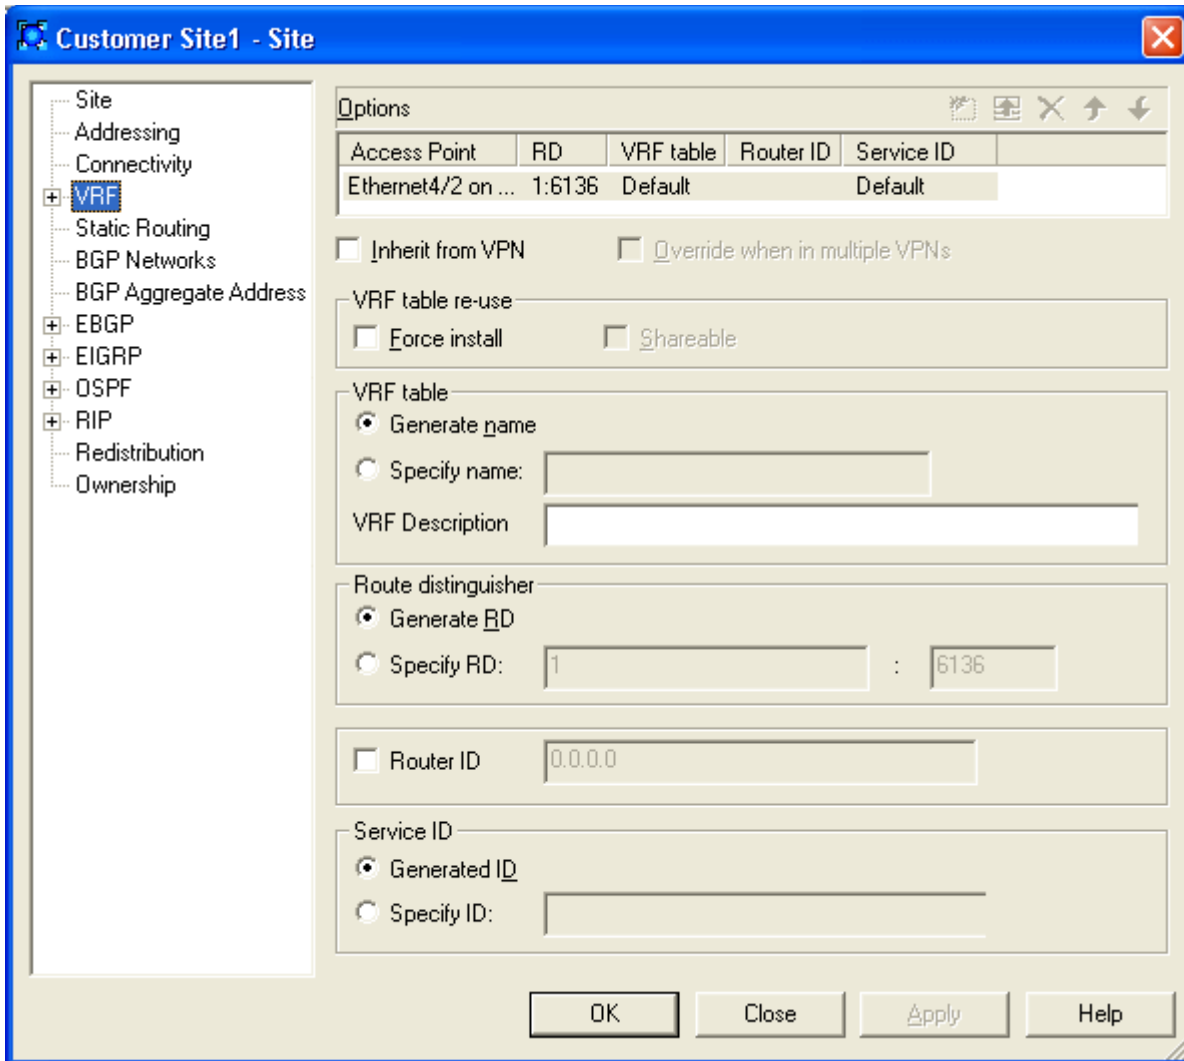 Customer Site1 - Site
Site
Addressing
Connectivity
VRF
Static Routing
BGP Networks
BGP Aggregate Address
EBGP
EIGRP
OSPF
RIP
Redistribution
Ownership
Options
Access Point RD VRF table Router ID Service ID
Ethernet4/2 on ... 1:6136 Default Default
Inherit from VPN Override when in multiple VPNs
VRF table re-use
Force install Shareable
VRF table
Generate name
Specify name:
VRF Description
Route distinguisher
Generate RD
Specify RD: 1 : 6136
Router ID 0.0.0.0
Service ID
Generated ID
Specify ID:
OK Close Apply Help